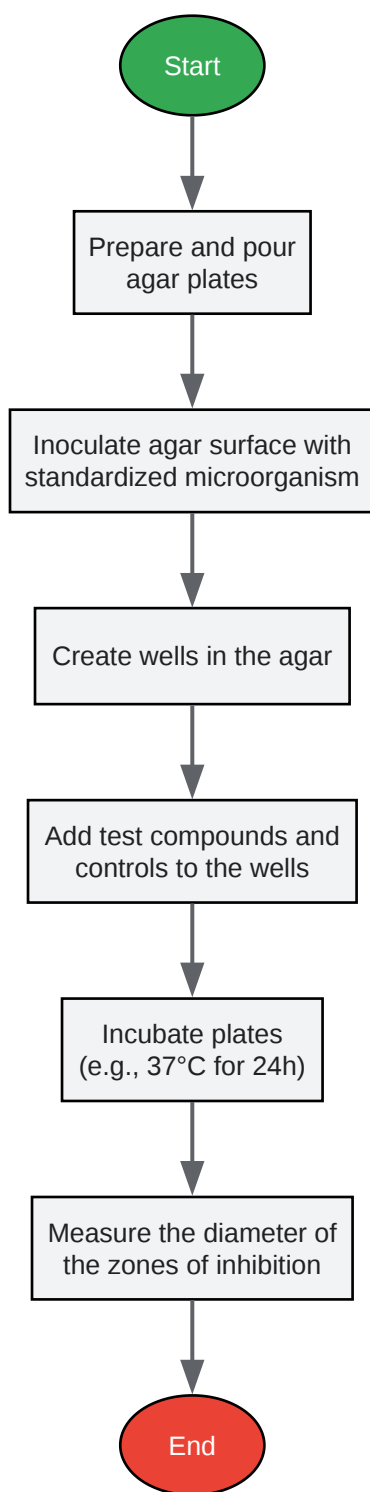 Start
Prepare and pour
agar plates
Inoculate agar surface with
standardized microorganism
Create wells in the agar
Add test compounds and
controls to the wells
Incubate plates
(e.g., 37°C for 24h)
Measure the diameter of
the zones of inhibition
End